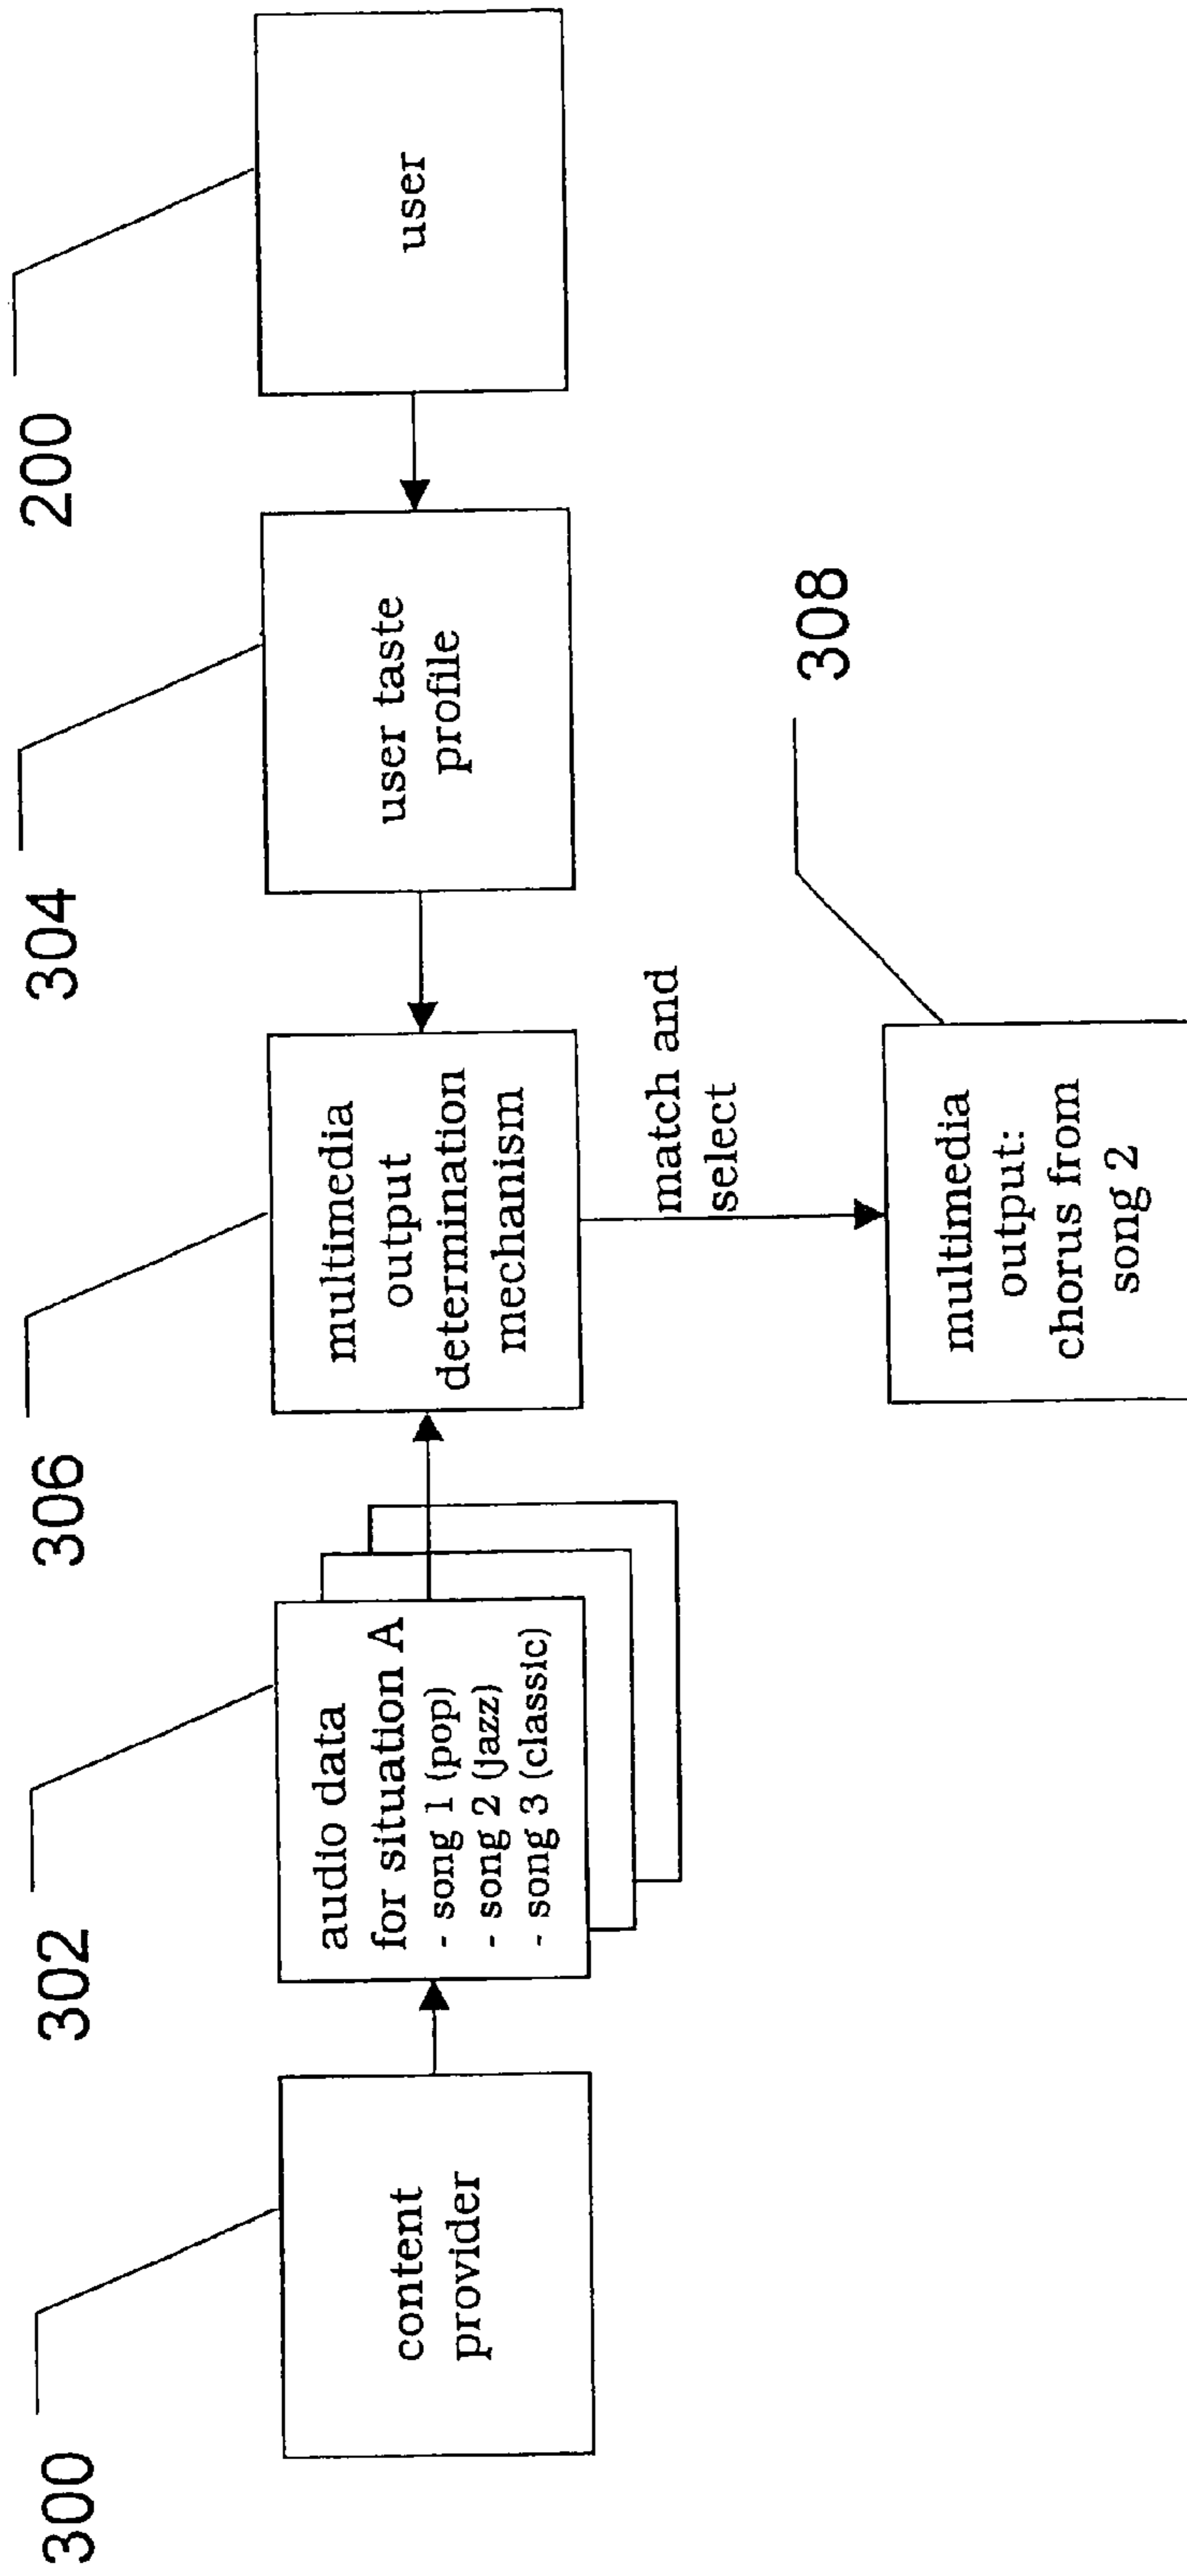 300
302
306
304
200
content
provider
audio data
for situation A
- song 1 (pop)
- song 2 (jazz)
- song 3 (classic)
multimedia
output
determination
mechanism
user taste
profile
user
match and
select
308
multimedia
output:
chorus from
song 2